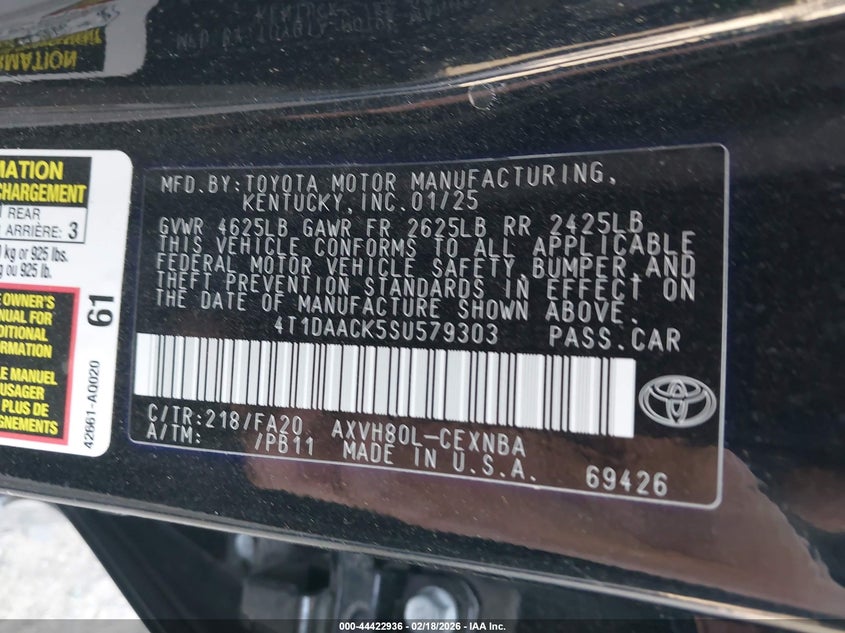 MFD.BY:TOYOTA MOTOR MANUFACTURING,
KENTUCKY, INC.01/25
GVWR 4625LB GAWR FR 2625LB RR 2425LB
THIS VEHICLE CONFORMS TO ALL APPLICABLE
FEDERAL MOTOR VEHICLE SAFETY, BUMPER, AND
THEFT PREVENTION STANDARDS IN EFFECT ON
THE DATE OF MANUFACTURE SHOWN ABOVE.
4T1DAACK5SU579303 PASS.CAR
C/TR:218/FA20 AXVH80L-CEXNBA
A/TM: /PB11 MADE IN U.S.A.
69426
MATION
CHARGEMENT
REAR
ARRIÈRE: 3
kg or 925 lbs.
kg ou 925 lb.
E OWNER'S
NUAL FOR
DITIONAL
ORMATION
LE MANUEL
USAGER
PLUS DE
IGNEMENTS
61
42661-A0020
000-44422936 02/18/2026 IAA Inc.